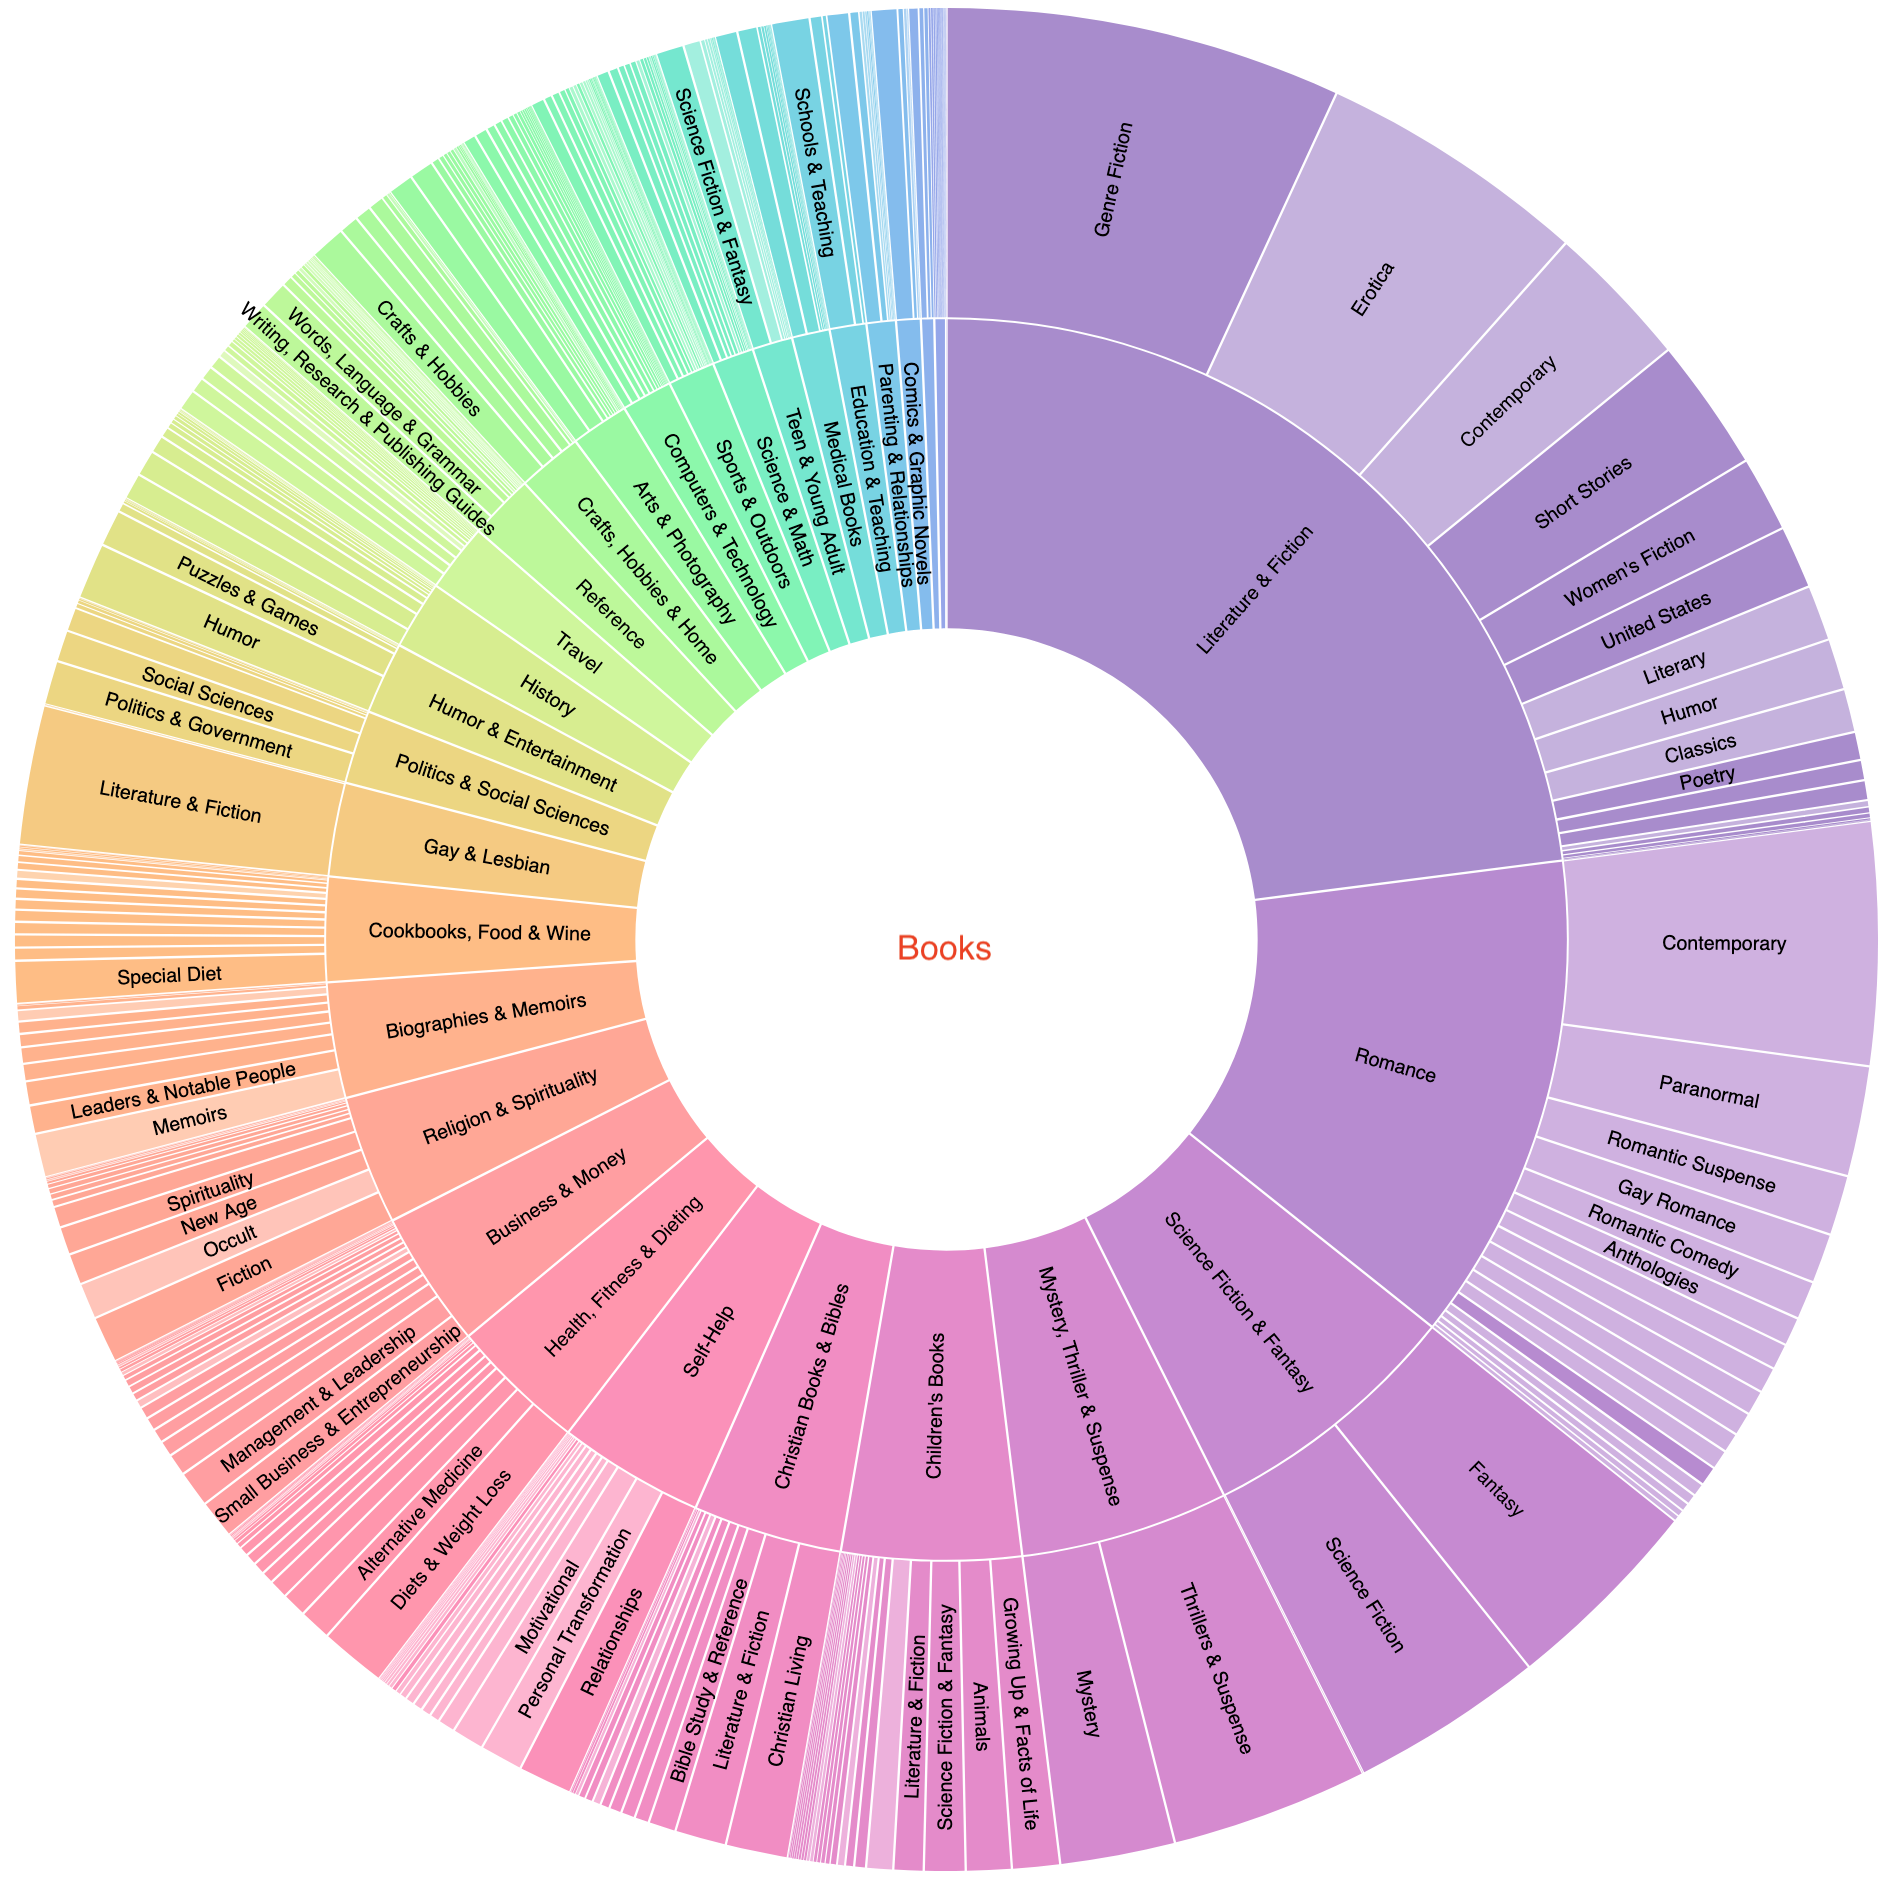 Books
Literature & Fiction
Romance
Science Fiction & Fantasy
Mystery, Thriller & Suspense
Children's Books
Christian Books & Bibles
Self-Help
Health, Fitness & Dieting
Business & Money
Religion & Spirituality
Biographies & Memoirs
Cookbooks, Food & Wine
Gay & Lesbian
Politics & Social Sciences
Humor & Entertainment
History
Travel
Reference
Crafts, Hobbies & Home
Arts & Photography
Computers & Technology
Sports & Outdoors
Science & Math
Teen & Young Adult
Medical Books
Education & Teaching
Parenting & Relationships
Comics & Graphic Novels
Genre Fiction
Erotica
Contemporary
Short Stories
Women's Fiction
United States
Literary
Humor
Classics
Poetry
Contemporary
Paranormal
Romantic Suspense
Gay Romance
Romantic Comedy
Anthologies
Fantasy
Science Fiction
Thrillers & Suspense
Mystery
Growing Up & Facts of Life
Animals
Science Fiction & Fantasy
Literature & Fiction
Christian Living
Literature & Fiction
Bible Study & Reference
Relationships
Personal Transformation
Motivational
Diets & Weight Loss
Alternative Medicine
Small Business & Entrepreneurship
Management & Leadership
Fiction
Occult
New Age
Spirituality
Memoirs
Leaders & Notable People
Special Diet
Literature & Fiction
Politics & Government
Social Sciences
Humor
Puzzles & Games
Writing, Research & Publishing Guides
Words, Language & Grammar
Crafts & Hobbies
Science Fiction & Fantasy
Schools & Teaching